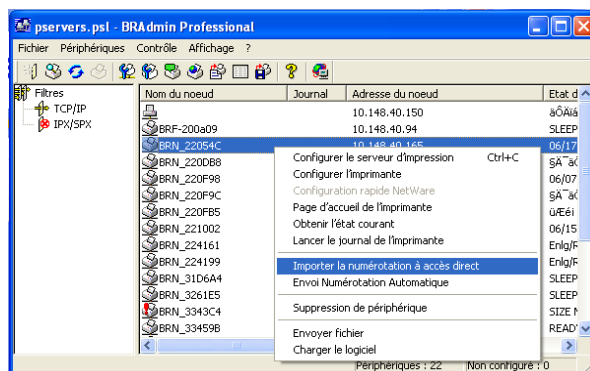 pservers.psl - BRAdmin Professional
Fichier Périphériques Contrôle Affichage ?
Filtres
TCP/IP
IPX/SPX
Nom du noeud Journal Adresse du noeud Etat d
10.148.40.150
BRF-200a09 10.148.40.94 SLEEP
BRN_22054C 10.148.40.165 06/17
BRN_220DB8
BRN_220F98 06/07
BRN_220F9C
BRN_220FB5
BRN_221002 06/15
BRN_224161 Enlg/F
BRN_224199 Enlg/F
BRN_31D6A4 SLEEP
BRN_3261E5 SLEEP
BRN_3343C4 SIZE
BRN_33459B READ
Configurer le serveur d'impression Ctrl+C
Configurer l'imprimante
Configuration rapide NetWare
Page d'accueil de l'imprimante
Obtenir l'état courant
Lancer le journal de l'imprimante
Importer la numérotation à accès direct
Envoi Numérotation Automatique
Suppression de périphérique
Envoyer fichier
Charger le logiciel
Périphériques : 22 Non configuré : 0